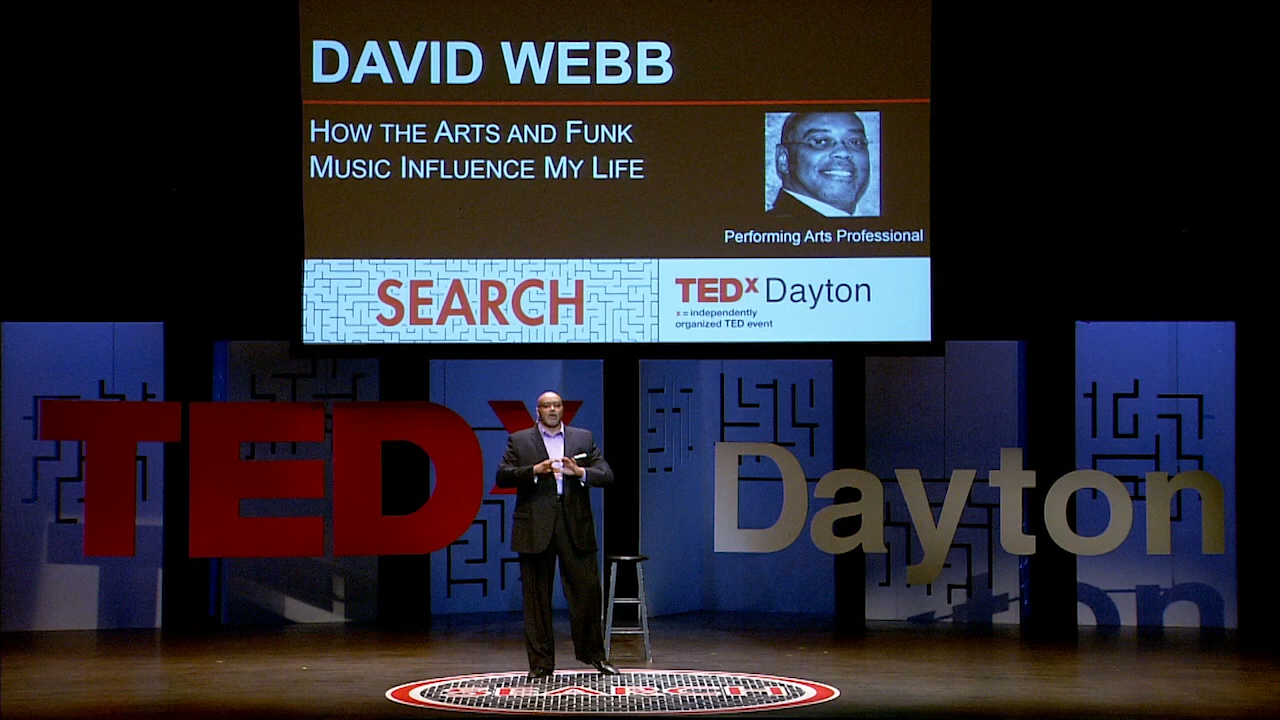 DAVID WEBB
HOW THE ARTS AND FUNK
MUSIC INFLUENCE MY LIFE
Performing Arts Professional
SEARCH
TEDx Dayton
x = independently
organized TED event
TEDx Dayton
SEARCH